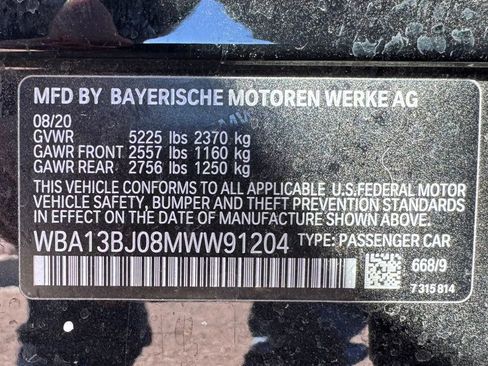 MFD BY BAYERISCHE MOTOREN WERKE AG
08/20
GVWR 5225 lbs 2370 kg
GAWR FRONT 2557 lbs 1160 kg
GAWR REAR 2756 lbs 1250 kg
THIS VEHICLE CONFORMS TO ALL APPLICABLE U.S.FEDERAL MOTOR
VEHICLE SAFETY, BUMPER AND THEFT PREVENTION STANDARDS
IN EFFECT ON THE DATE OF MANUFACTURE SHOWN ABOVE.
WBA13BJ08MWW91204 TYPE: PASSENGER CAR
668/9
7 315 814